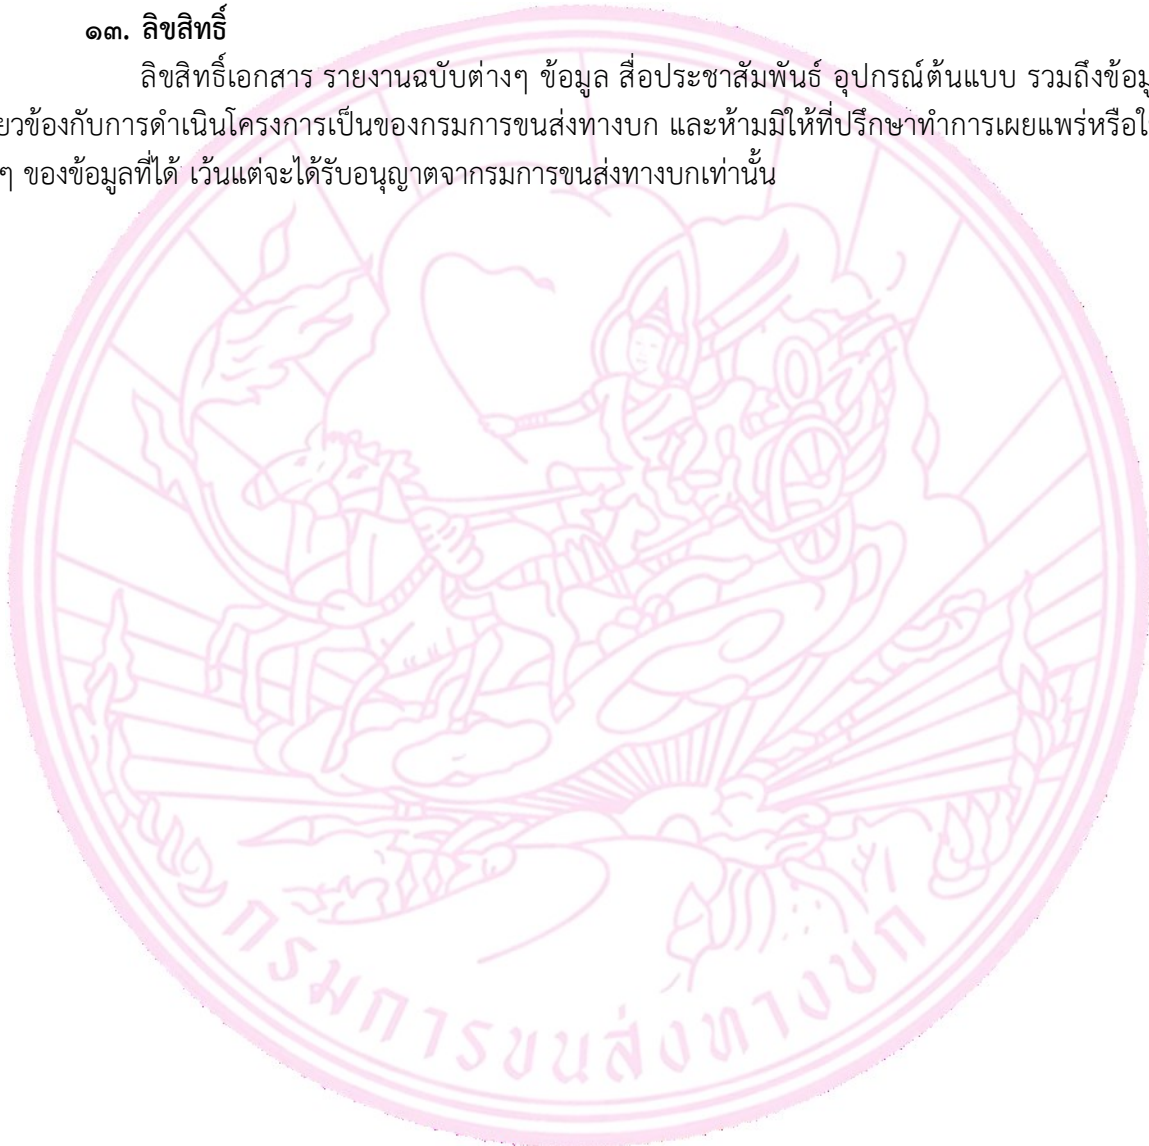 ๑๓. ลิขสิทธิ์
ลิขสิทธิ์เอกสาร รายงานฉบับต่างๆ ข้อมูล สื่อประชาสัมพันธ์ อุปกรณ์ต้นแบบ รวมถึง
กับการดำเนินโครงการเป็นของกรมการขนส่งทางบก และห้ามมิให้ที่ปรึกษาทำการเผยแพร่หรือ
ๆ ของข้อมูลที่ได้ เว้นแต่จะได้รับอนุญาตจากกรมการขนส่งทางบกเท่านั้น
กรมการขนส่งทางบก